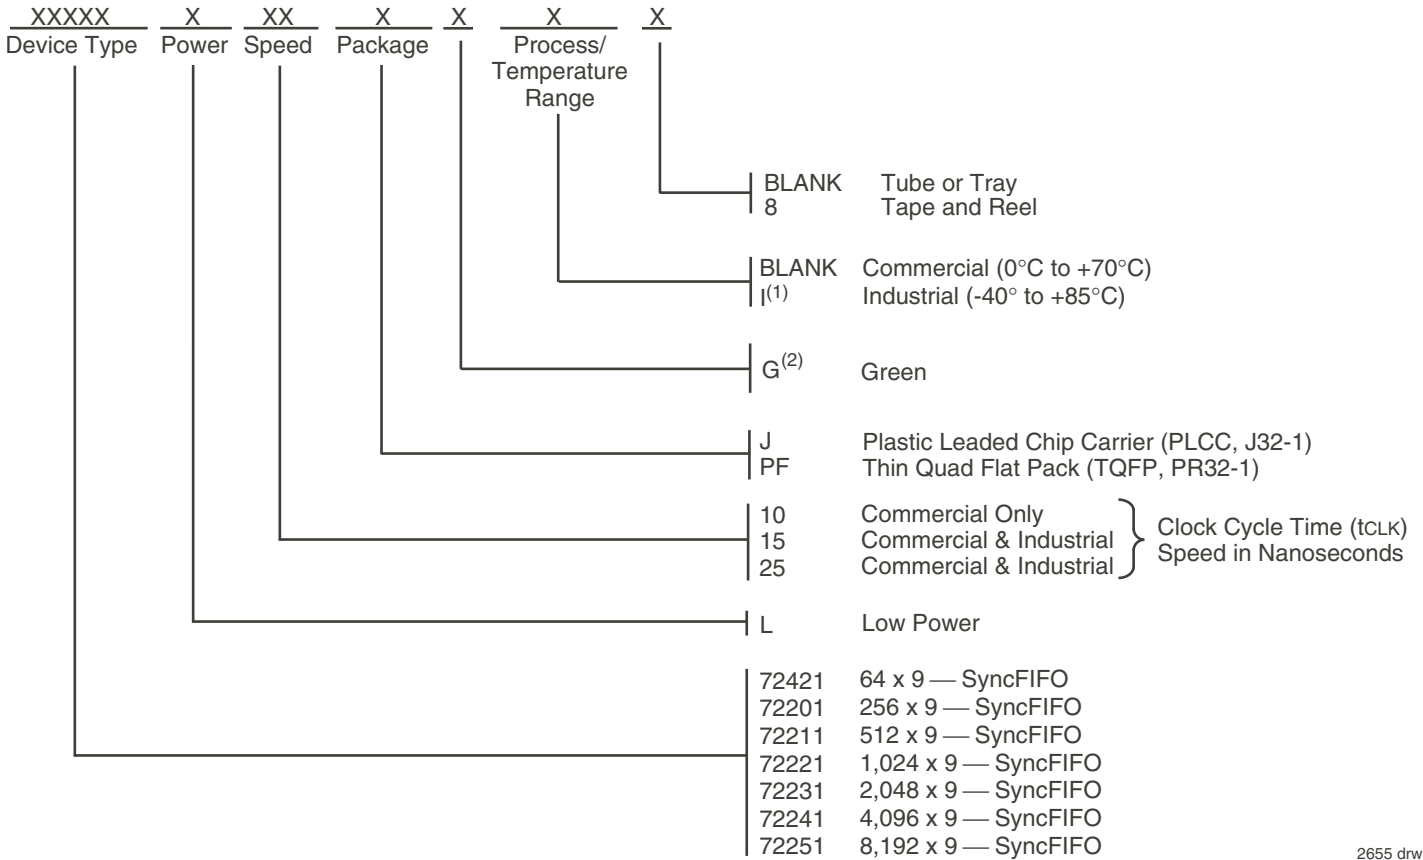 XXXXX X XX X X X X
Device Type Power Speed Package Process/
Temperature
Range
BLANK Tube or Tray
8 Tape and Reel
BLANK Commercial (0°C to +70°C)
I(1) Industrial (-40° to +85°C)
G(2) Green
J Plastic Leaded Chip Carrier (PLCC, J32-1)
PF Thin Quad Flat Pack (TQFP, PR32-1)
10 Commercial Only
15 Commercial & Industrial
25 Commercial & Industrial
Clock Cycle Time (tCLK)
Speed in Nanoseconds
L Low Power
72421 64 x 9 — SyncFIFO
72201 256 x 9 — SyncFIFO
72211 512 x 9 — SyncFIFO
72221 1,024 x 9 — SyncFIFO
72231 2,048 x 9 — SyncFIFO
72241 4,096 x 9 — SyncFIFO
72251 8,192 x 9 — SyncFIFO
2655 drw